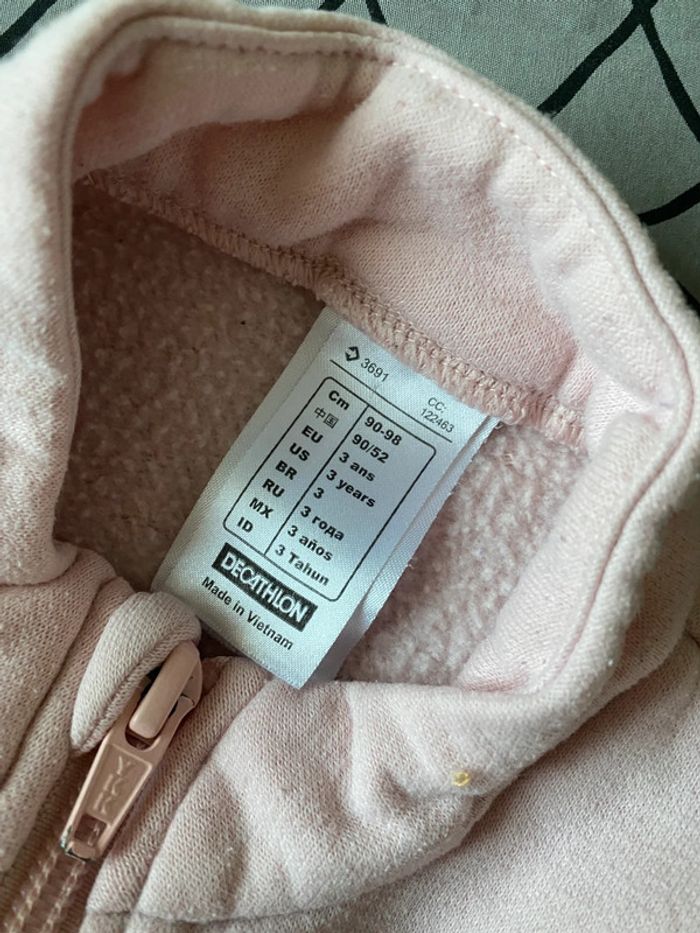 3691
CC:
122463
Cm 90-98
中国 90/52
EU 3 ans
US 3 years
BR 3
RU 3 года
MX 3 años
ID 3 Tahun
DECATHLON
Made in Vietnam
YKK